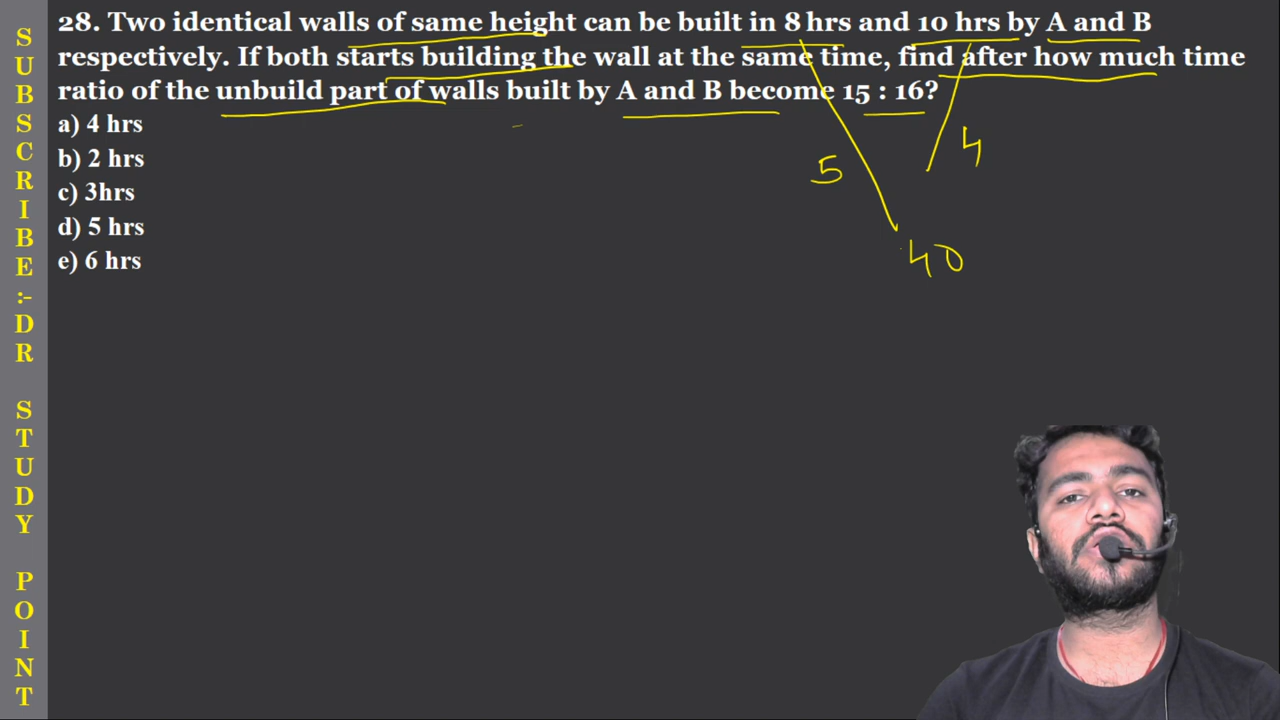 SUBSCRIBE :- DR STUDY POINT
28. Two identical walls of same height can be built in 8 hrs and 10 hrs by A and B
respectively. If both starts building the wall at the same time, find after how much time
ratio of the unbuild part of walls built by A and B become 15 : 16?
a) 4 hrs
b) 2 hrs
c) 3hrs
d) 5 hrs
e) 6 hrs
5 4
40